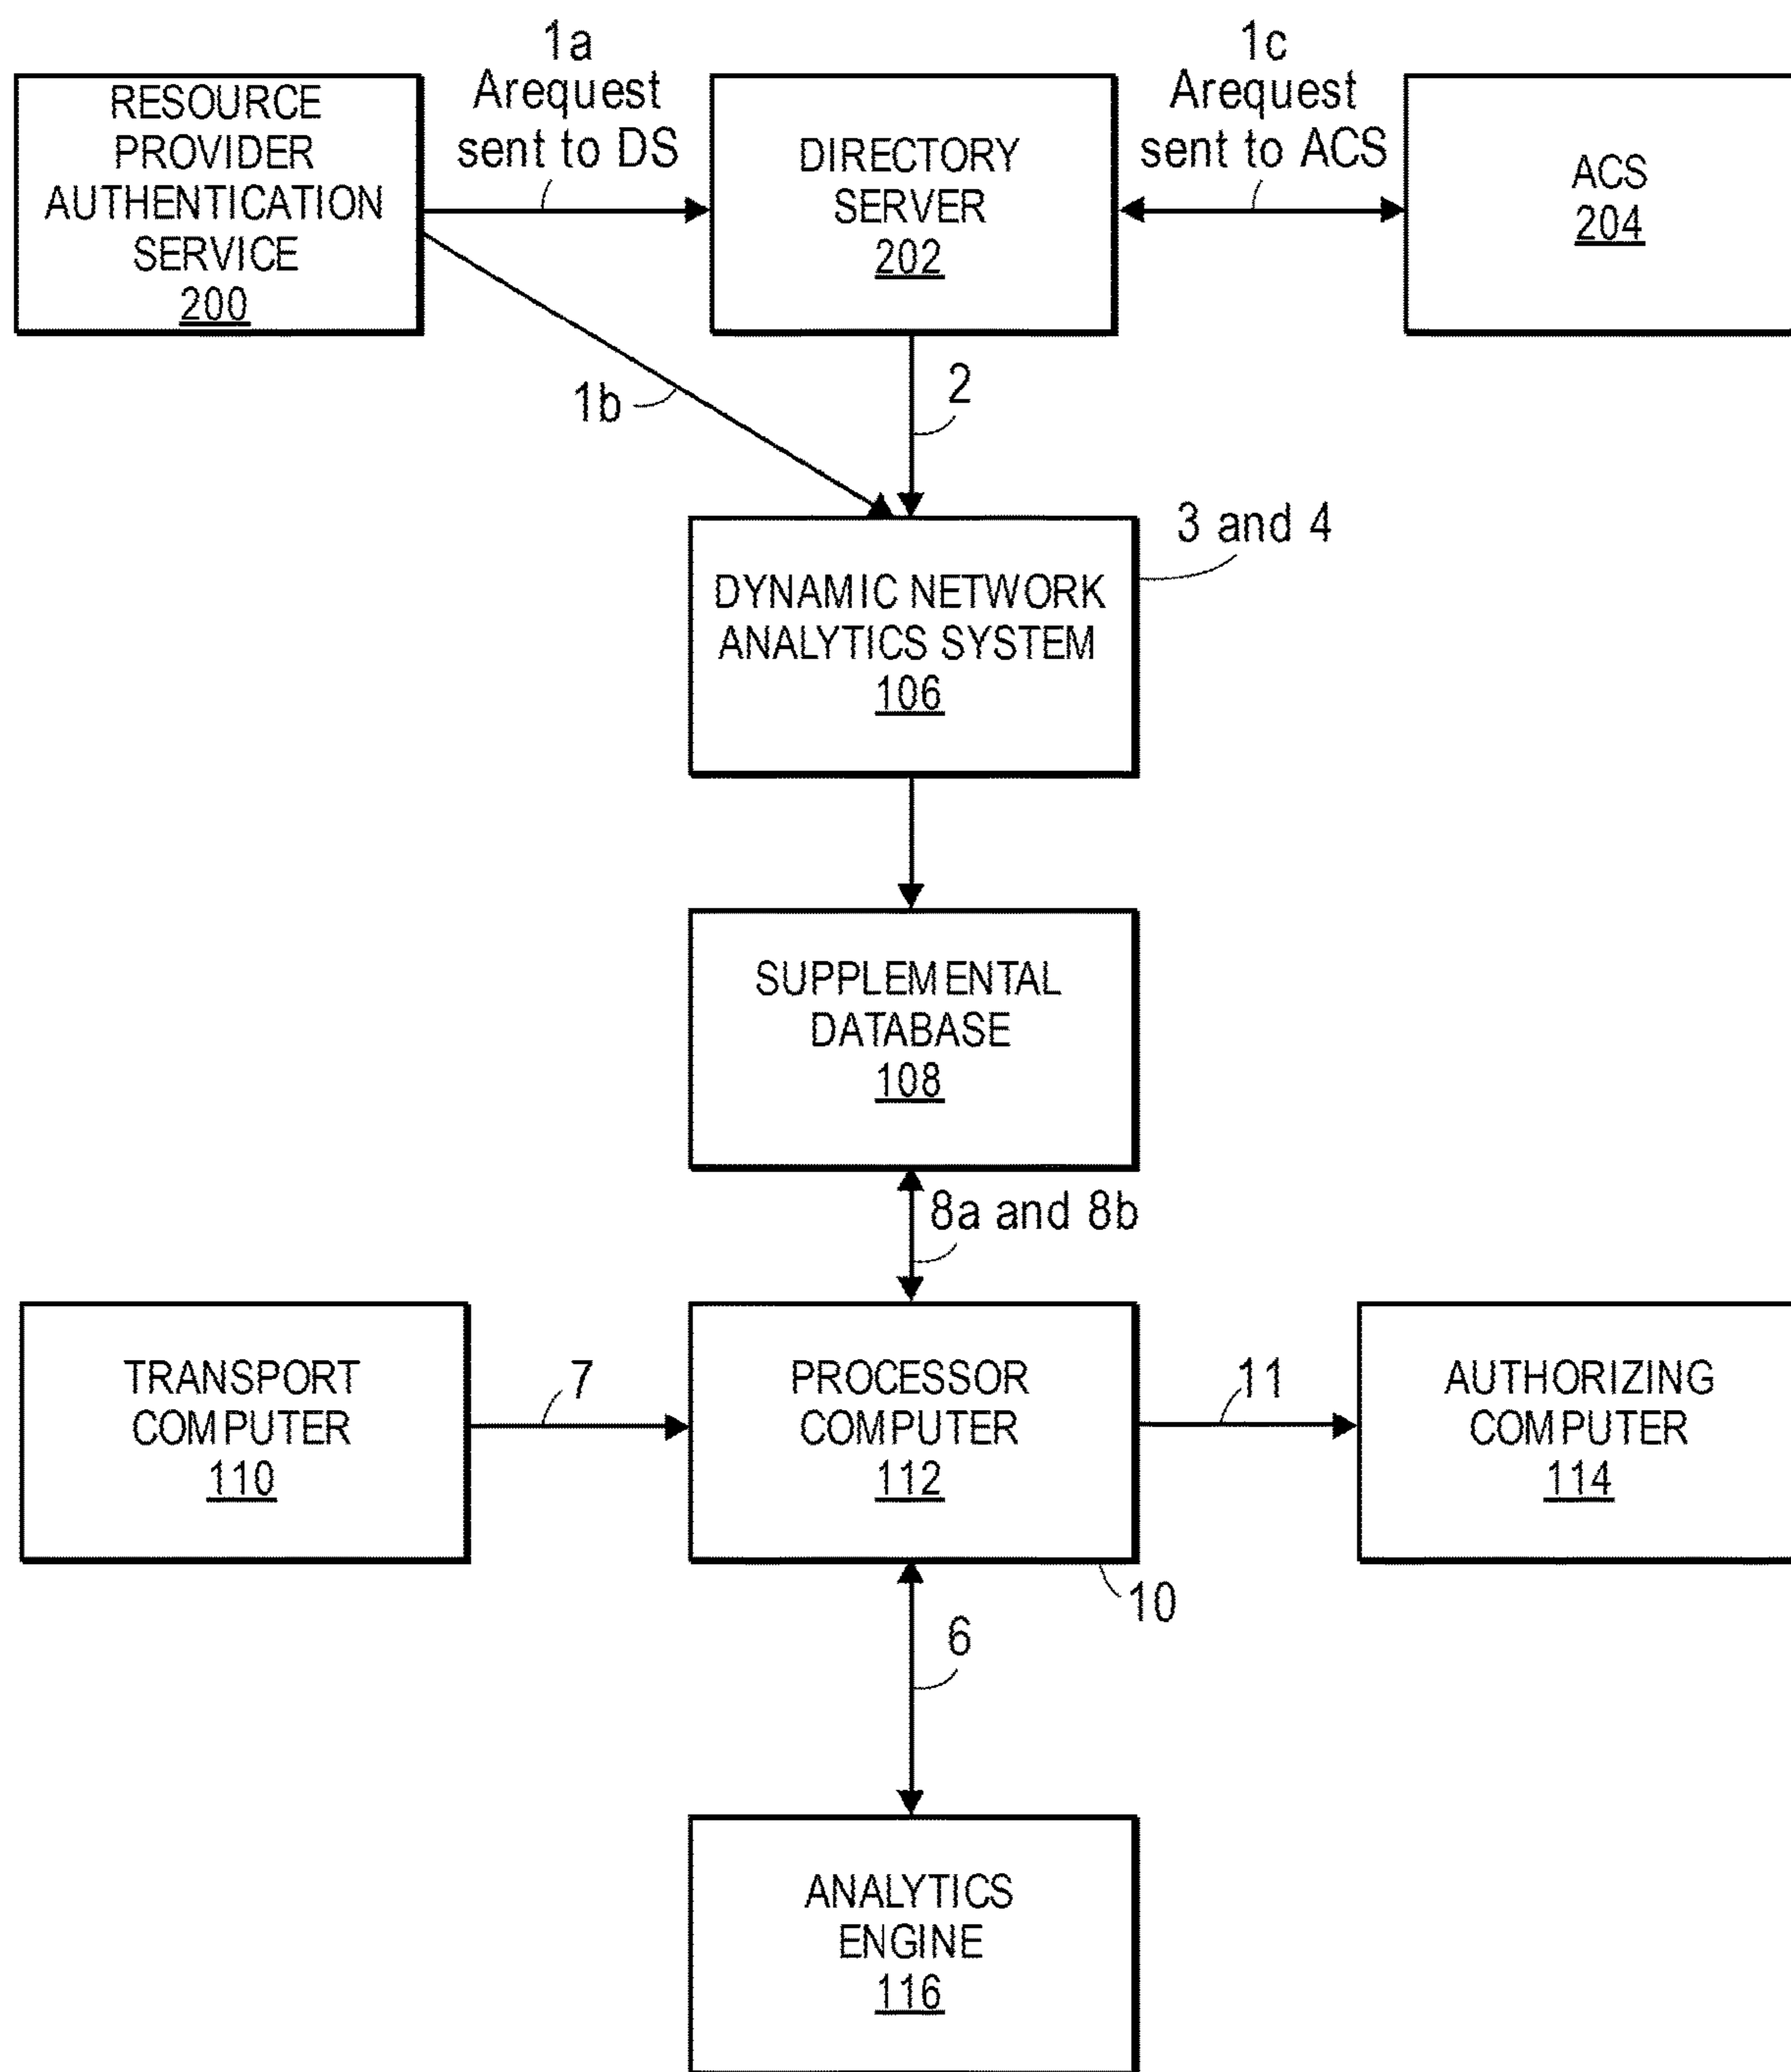 1a
Arequest
sent to DS
1c
Arequest
sent to ACS
RESOURCE
PROVIDER
AUTHENTICATION
SERVICE
200
DIRECTORY
SERVER
202
ACS
204
1b
2
3 and 4
DYNAMIC NETWORK
ANALYTICS SYSTEM
106
SUPPLEMENTAL
DATABASE
108
8a and 8b
TRANSPORT
COMPUTER
110
7
PROCESSOR
COMPUTER
112
11
AUTHORIZING
COMPUTER
114
10
6
ANALYTICS
ENGINE
116